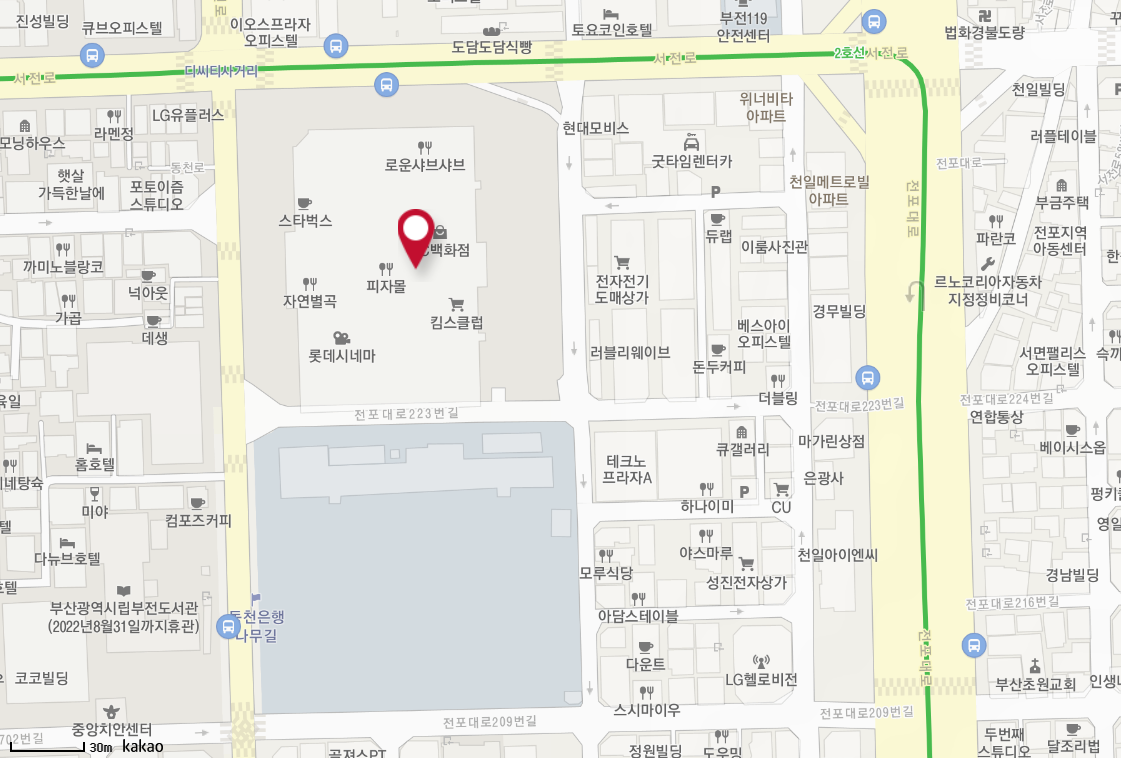 진성빌딩
큐브오피스텔
이오스프라자
오피스텔
도담도담식빵
토요코인호텔
부전119
안전센터
법화경불도량
서전로
더씨티사거리
서전로
2호선
서전로
천일빌딩
모닝하우스
라멘정
LG유플러스
로운샤브샤브
현대모비스
위너비타
아파트
굿타임렌터카
러플테이블
동천로
전포대로
햇살
가득한날에
포토이즘
스튜디오
스타벅스
천일메트로빌
아파트
P
부금주택
까미노블랑코
백화점
듀랩
이룸사진관
전포대로
파란코
전포지역
아동센터
넉아웃
자연별곡
피자몰
전자전기
도매상가
르노코리아자동차
지정정비코너
가곱
데생
킴스클럽
경무빌딩
롯데시네마
러블리웨이브
베스아이
오피스텔
돈두커피
서면팰리스
오피스텔
더블링
전포대로223번길
전포대로223번길
전포대로224번길
연합통상
홈호텔
테크노
프라자A
큐갤러리
마가린상점
베이시스옵
은광사
미야
컴포즈커피
하나이미
P
CU
다뉴브호텔
야스마루
천일아이엔씨
모루식당
성진전자상가
경남빌딩
부산광역시립부전도서관
(2022년8월31일까지휴관)
동천은행
나무길
아담스테이블
전포대로216번길
코코빌딩
다운트
LG헬로비전
전포대로
부산초원교회
중앙치안센터
전포대로209번길
스시마이우
전포대로209번길
702번길
30m
kakao
정원빌딩
도우밍
두번째
스튜디오
달조리법